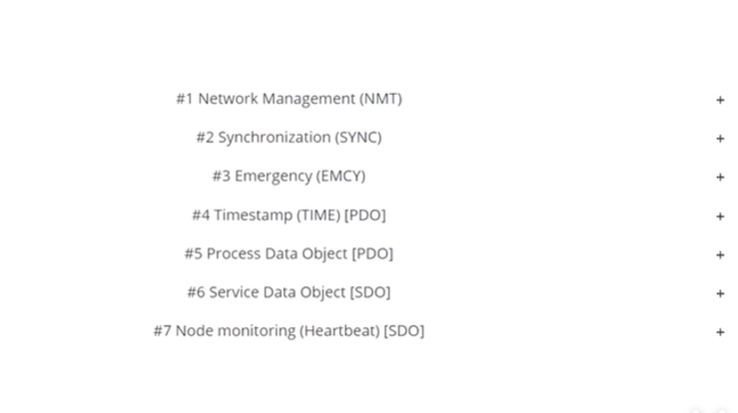 #1 Network Management (NMT) +
#2 Synchronization (SYNC) +
#3 Emergency (EMCY) +
#4 Timestamp (TIME) [PDO] +
#5 Process Data Object [PDO] +
#6 Service Data Object [SDO] +
#7 Node monitoring (Heartbeat) [SDO] +